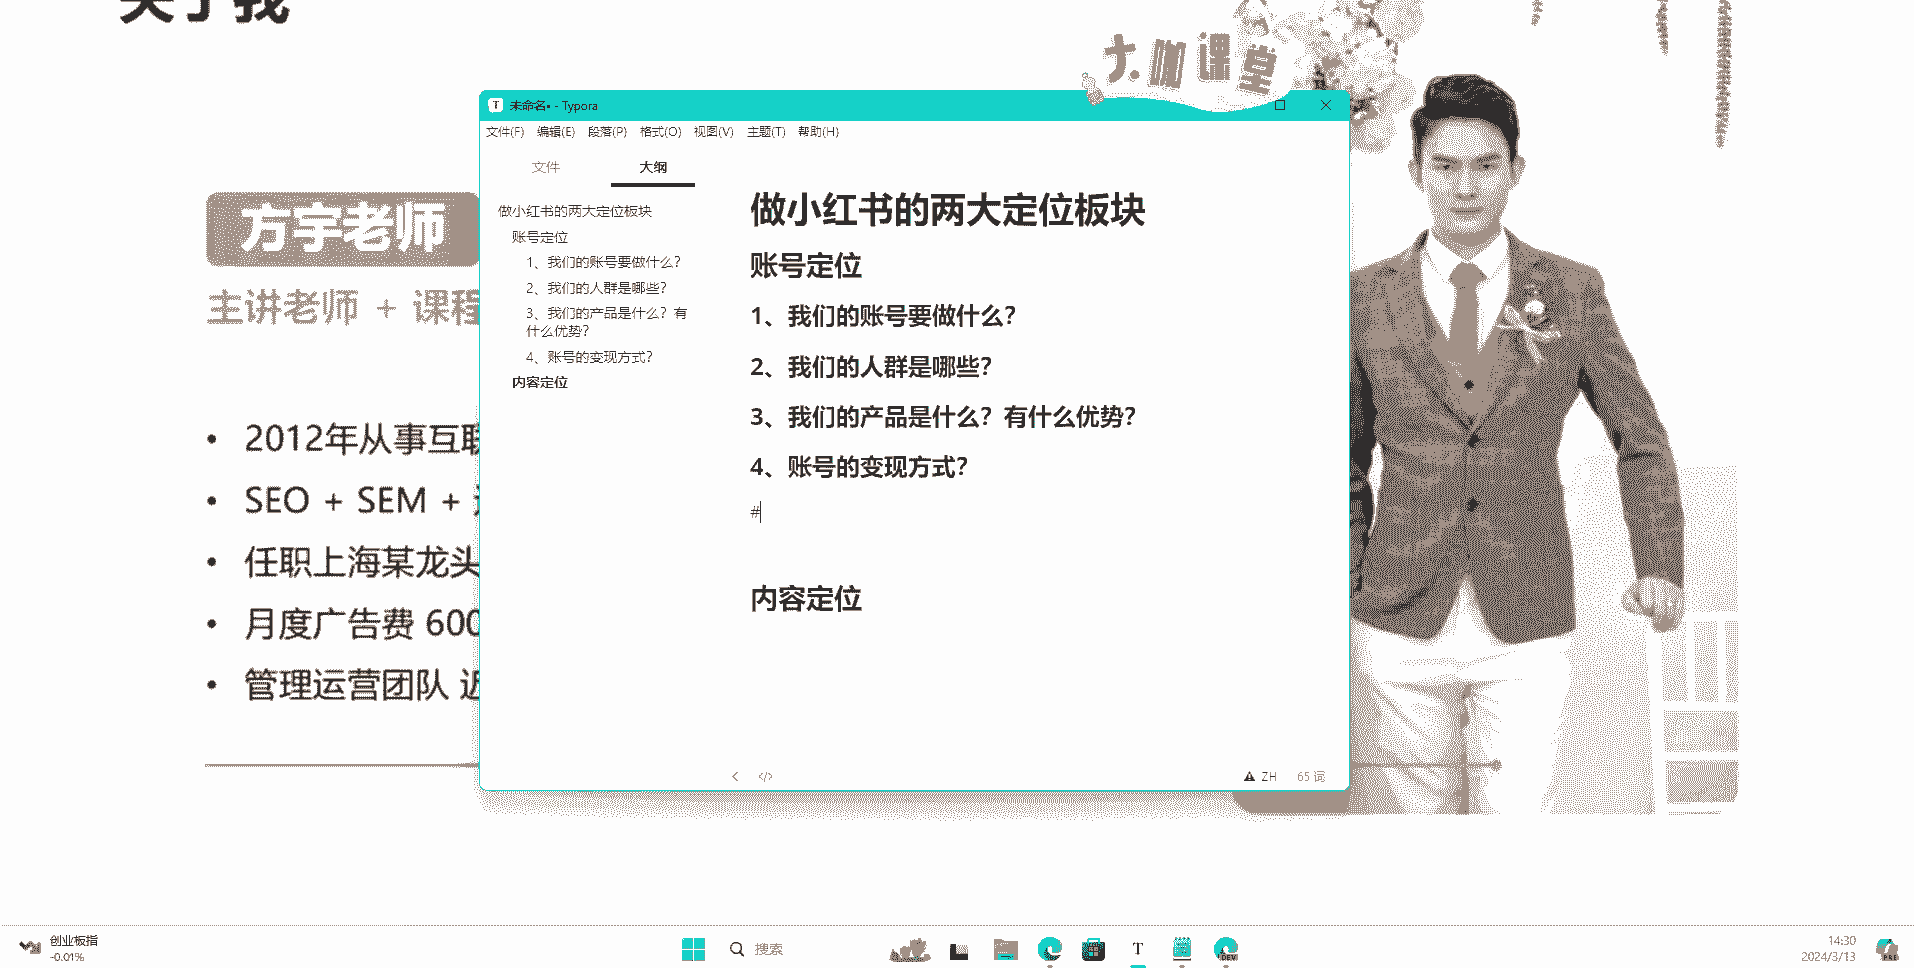 关于我
大咖课堂
未命名• - Typora
文件(F) 编辑(E) 段落(P) 格式(O) 视图(V) 主题(T) 帮助(H)
文件 大纲
做小红书的两大定位板块
账号定位
1、我们的账号要做什么？
2、我们的人群是哪些？
3、我们的产品是什么？有
什么优势？
4、账号的变现方式？
内容定位
做小红书的两大定位板块
账号定位
1、我们的账号要做什么？
2、我们的人群是哪些？
3、我们的产品是什么？有什么优势？
4、账号的变现方式？
#
内容定位
</> ZH 65 词
方宇老师
主讲老师 + 课程
• 2012年从事互联
• SEO + SEM +
• 任职上海某龙头
• 月度广告费 600
• 管理运营团队 近
创业板指
-0.01%
搜索
T
DEV
14:30
2024/3/13
PRE